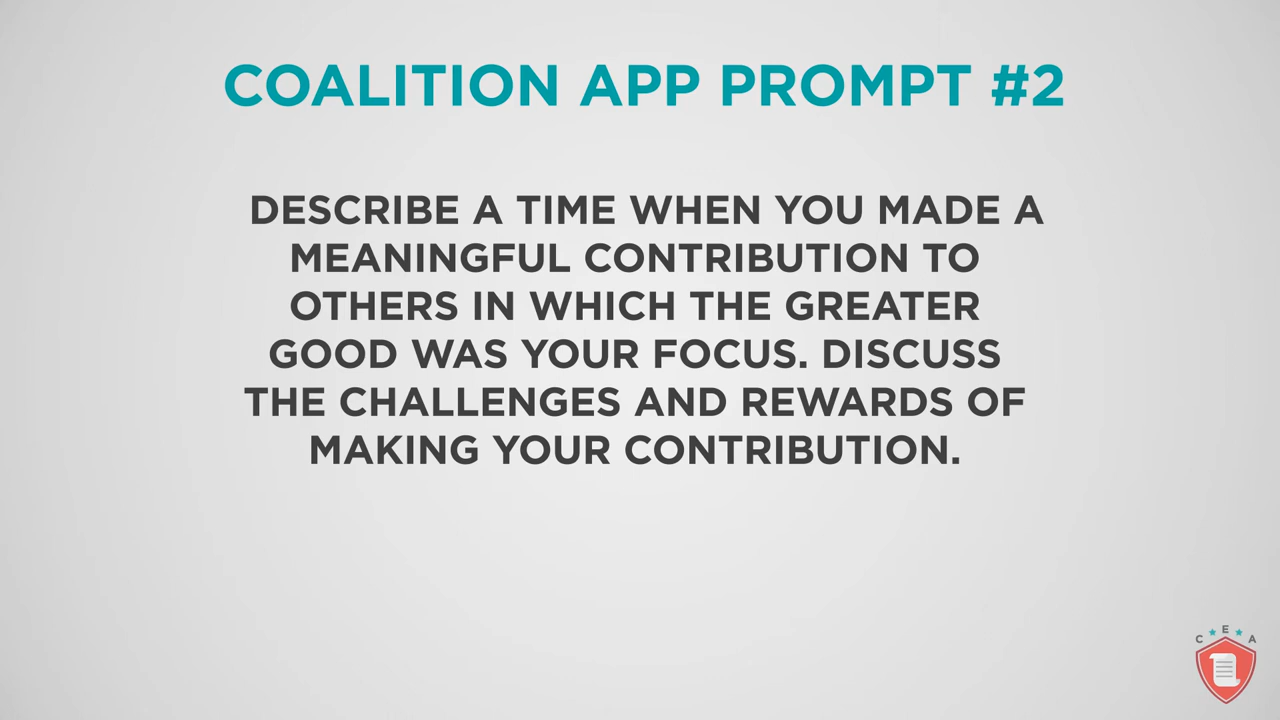 COALITION APP PROMPT #2
DESCRIBE A TIME WHEN YOU MADE A
MEANINGFUL CONTRIBUTION TO
OTHERS IN WHICH THE GREATER
GOOD WAS YOUR FOCUS. DISCUSS
THE CHALLENGES AND REWARDS OF
MAKING YOUR CONTRIBUTION.
C E A